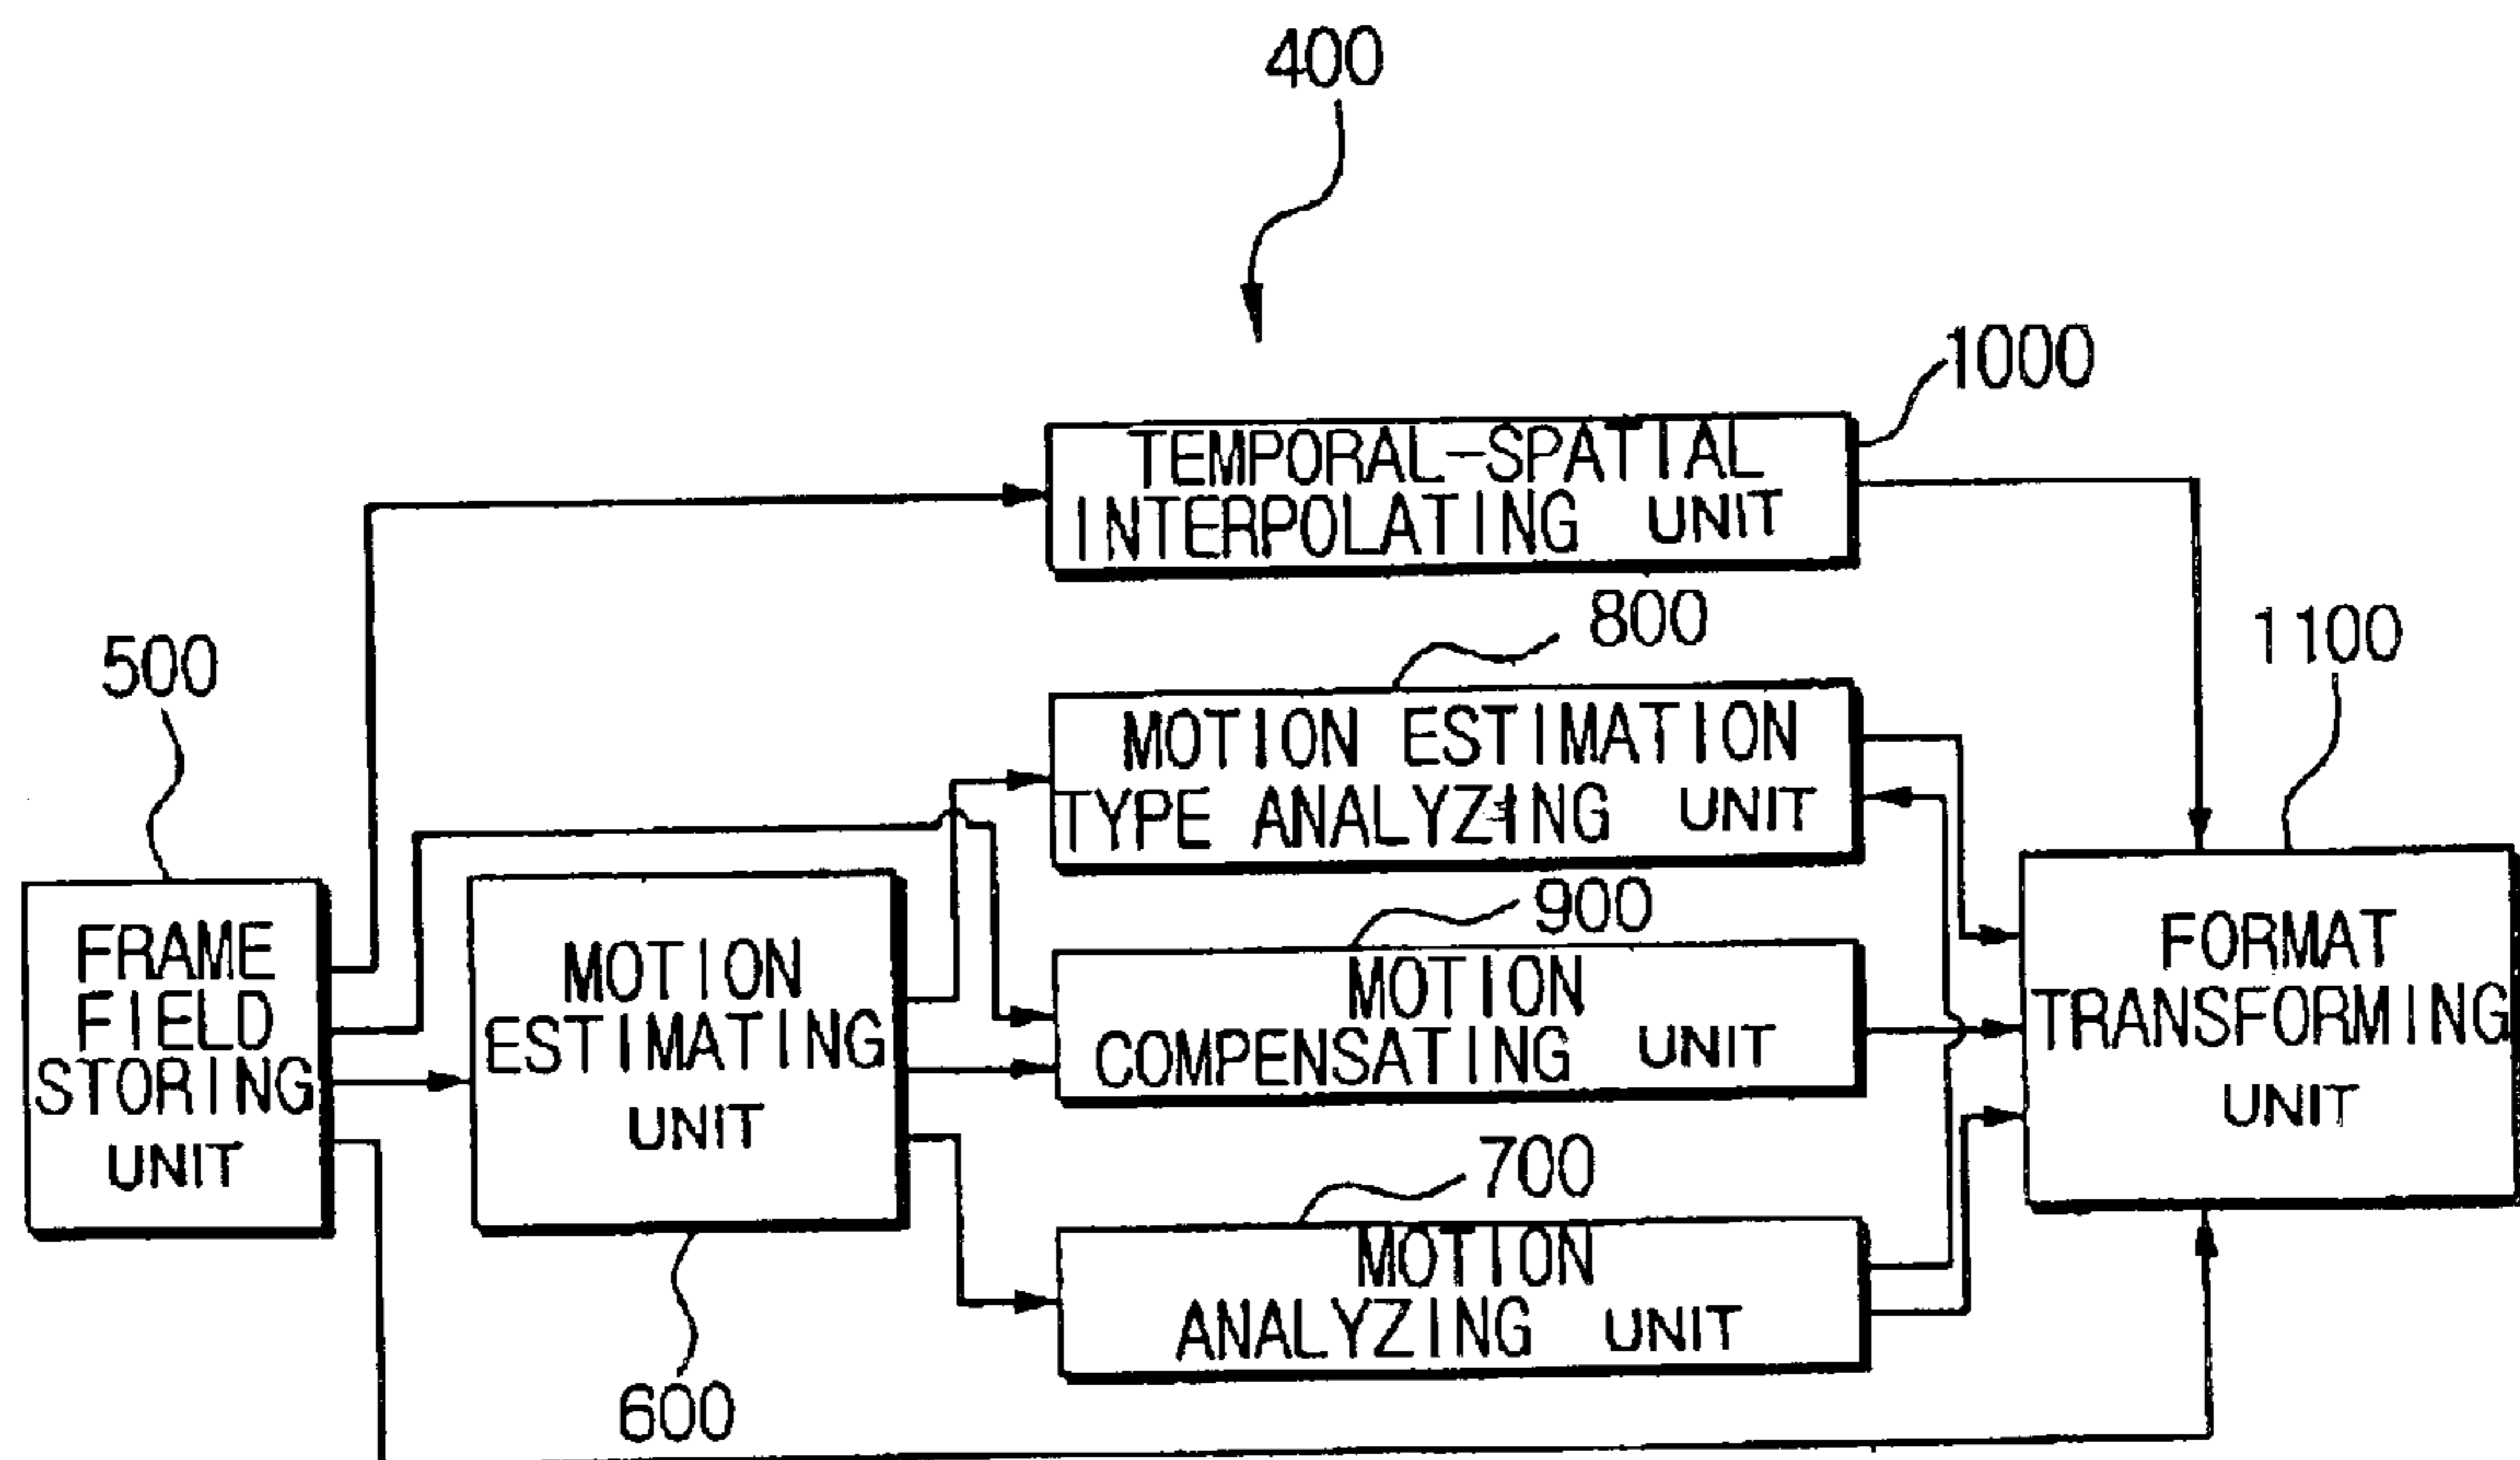 400
1000
TEMPORAL-SPATIAL
INTERPOLATING UNIT
800
MOTION ESTIMATION
TYPE ANALYZING UNIT
500
1100
FRAME
FIELD
STORING
UNIT
MOTION
ESTIMATING
UNIT
600
900
MOTION
COMPENSATING UNIT
700
MOTION
ANALYZING UNIT
FORMAT
TRANSFORMING
UNIT